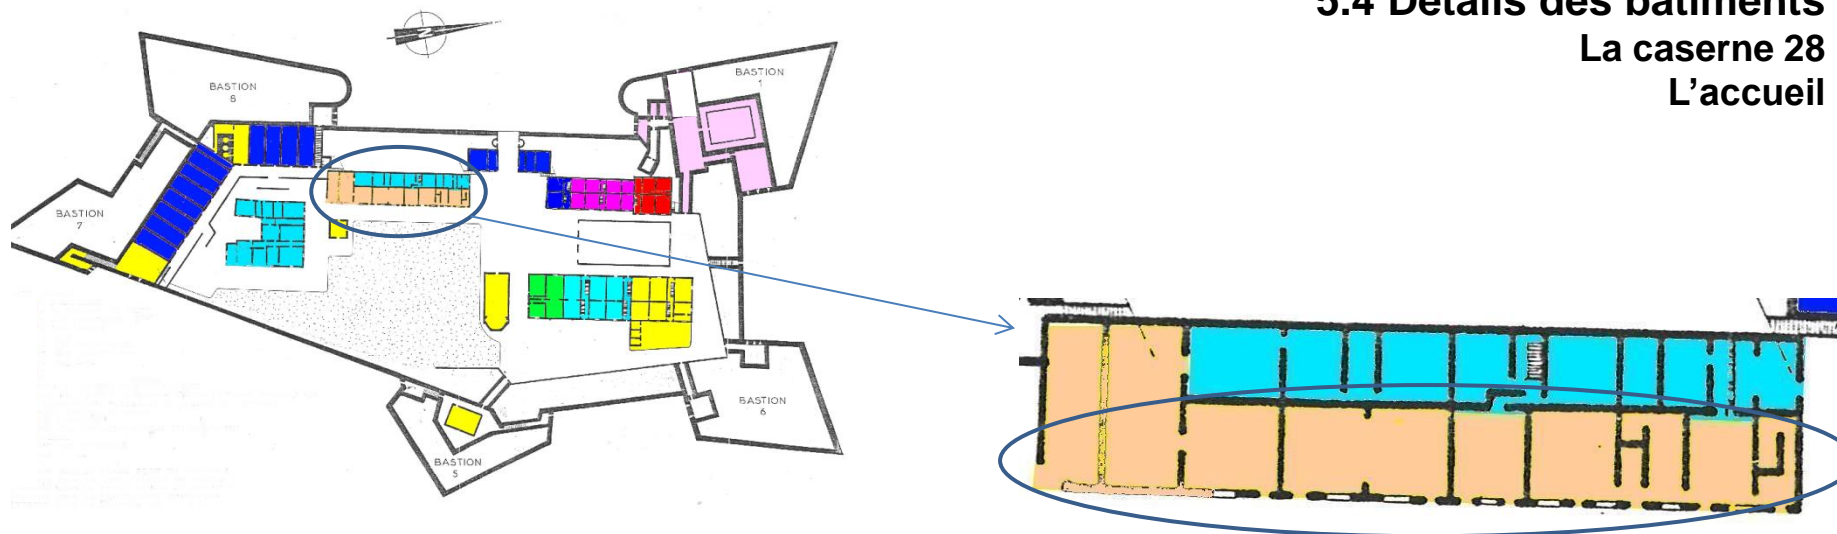 5.4 Détails des bâtiments
La caserne 28
L'accueil
N
BASTION
8
BASTION
1
BASTION
7
BASTION
6
BASTION
5